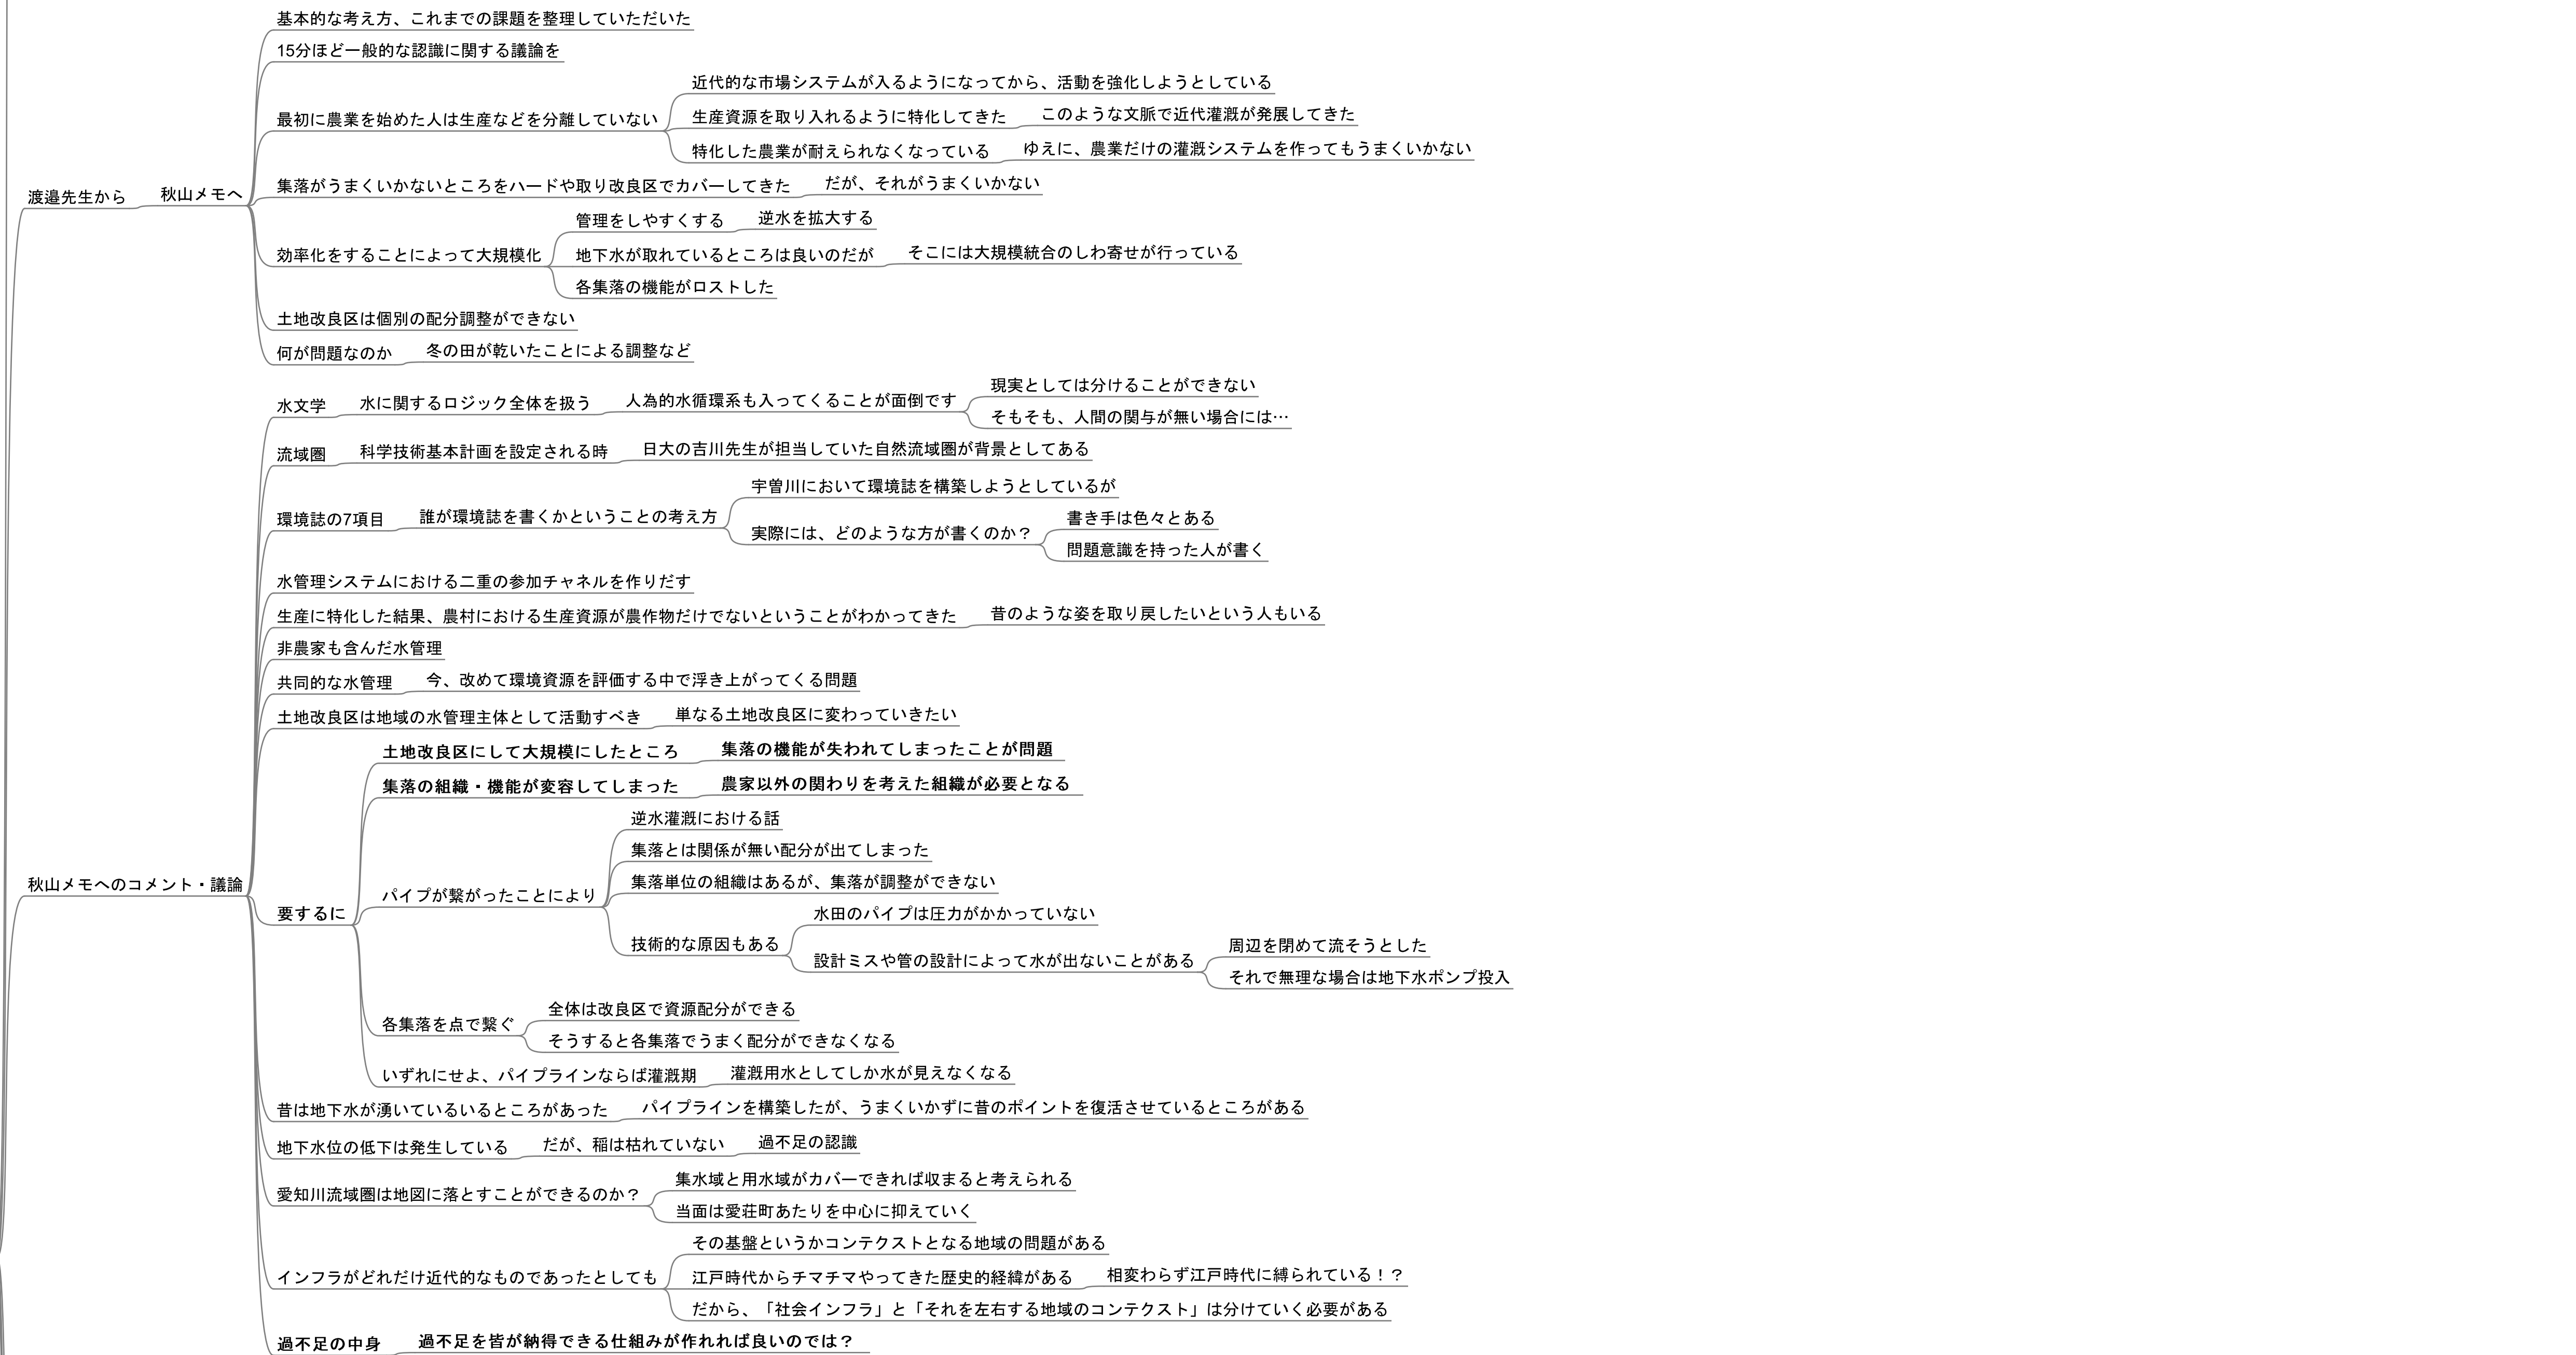 基本的な考え方、これまでの課題を整理していただいた
15分ほど一般的な認識に関する議論を
近代的な市場システムが入るようになってから、活動を強化しようとしている
最初に農業を始めた人は生産などを分離していない
生産資源を取り入れるように特化してきた
このような文脈で近代灌漑が発展してきた
特化した農業が耐えられなくなっている
ゆえに、農業だけの灌漑システムを作ってもうまくいかない
渡邉先生から
秋山メモへ
集落がうまくいかないところをハードや取り改良区でカバーしてきた
だが、それがうまくいかない
効率化をすることによって大規模化
管理をしやすくする
逆水を拡大する
地下水が取れているところは良いのだが
そこには大規模統合のしわ寄せが行っている
各集落の機能がロストした
土地改良区は個別の配分調整ができない
何が問題なのか
冬の田が乾いたことによる調整など
水文学
水に関するロジック全体を扱う
人為的水循環系も入ってくることが面倒です
現実としては分けることができない
そもそも、人間の関与が無い場合には…
流域圏
科学技術基本計画を設定される時
日大の吉川先生が担当していた自然流域圏が背景としてある
環境誌の7項目
誰が環境誌を書くかということの考え方
宇曽川において環境誌を構築しようとしているが
実際には、どのような方が書くのか？
書き手は色々とある
問題意識を持った人が書く
水管理システムにおける二重の参加チャネルを作りだす
生産に特化した結果、農村における生産資源が農作物だけでないということがわかってきた
昔のような姿を取り戻したいという人もいる
非農家も含んだ水管理
共同的な水管理
今、改めて環境資源を評価する中で浮き上がってくる問題
土地改良区は地域の水管理主体として活動すべき
単なる土地改良区に変わっていきたい
秋山メモへのコメント・議論
要するに
土地改良区にして大規模にしたところ
集落の機能が失われてしまったことが問題
集落の組織・機能が変容してしまった
農家以外の関わりを考えた組織が必要となる
パイプが繋がったことにより
逆水灌漑における話
集落とは関係が無い配分が出てしまった
集落単位の組織はあるが、集落が調整ができない
技術的な原因もある
水田のパイプは圧力がかかっていない
設計ミスや管の設計によって水が出ないことがある
周辺を閉めて流そうとした
それで無理な場合は地下水ポンプ投入
各集落を点で繋ぐ
全体は改良区で資源配分ができる
そうすると各集落でうまく配分ができなくなる
いずれにせよ、パイプラインならば灌漑期
灌漑用水としてしか水が見えなくなる
昔は地下水が湧いているいるところがあった
パイプラインを構築したが、うまくいかずに昔のポイントを復活させているところがある
地下水位の低下は発生している
だが、稲は枯れていない
過不足の認識
愛知川流域圏は地図に落とすことができるのか？
集水域と用水域がカバーできれば収まると考えられる
当面は愛荘町あたりを中心に抑えていく
インフラがどれだけ近代的なものであったとしても
その基盤というかコンテクストとなる地域の問題がある
江戸時代からチマチマやってきた歴史的経緯がある
相変わらず江戸時代に縛られている！？
だから、「社会インフラ」と「それを左右する地域のコンテクスト」は分けていく必要がある
過不足の中身
過不足を皆が納得できる仕組みが作れれば良いのでは？